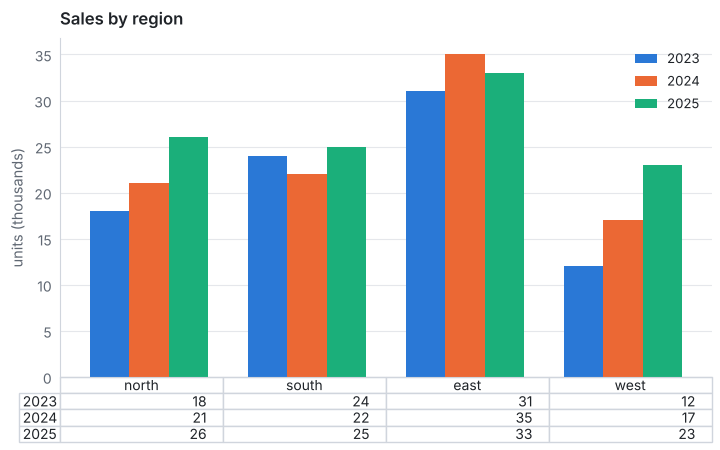 Sales by region
2023
2024
2025
units (thousands)
35
30
25
20
15
10
5
0
north south east west
2023 18 24 31 12
2024 21 22 35 17
2025 26 25 33 23